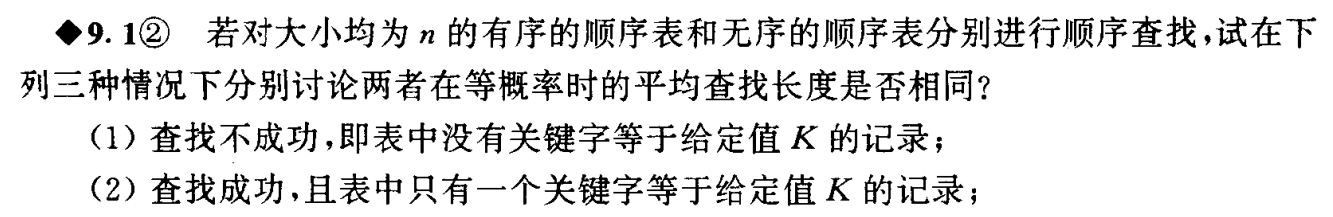 ◆9.1② 若对大小均为 n 的有序的顺序表和无序的顺序表分别进行顺序查找,试在下
列三种情况下分别讨论两者在等概率时的平均查找长度是否相同?
(1) 查找不成功,即表中没有关键字等于给定值 K 的记录;
(2) 查找成功,且表中只有一个关键字等于给定值 K 的记录;